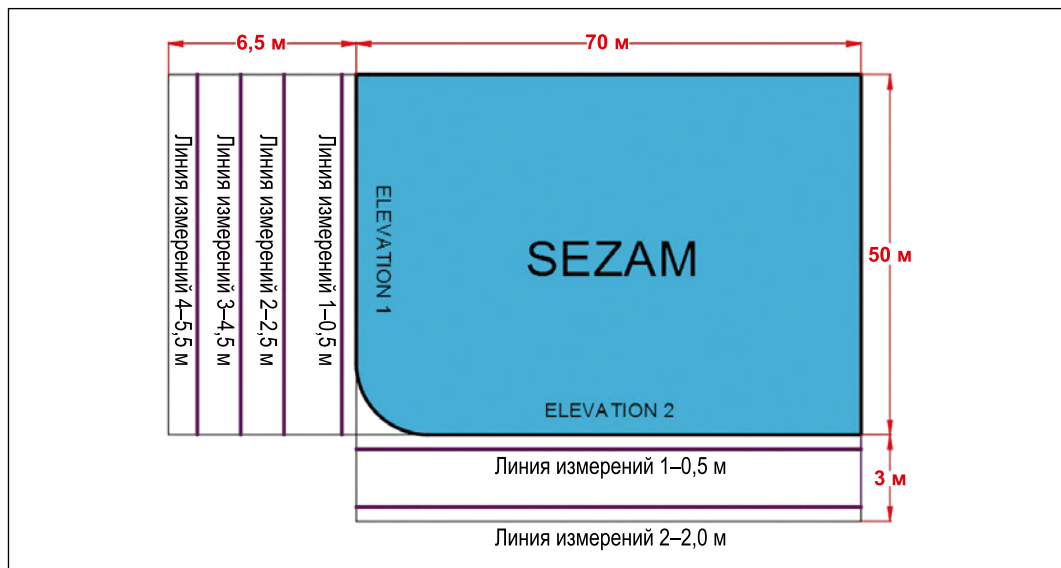 6,5 м
70 м
Линия измерений 4–5,5 м
Линия измерений 3–4,5 м
Линия измерений 2–2,5 м
Линия измерений 1–0,5 м
ELEVATION 1
SEZAM
50 м
ELEVATION 2
Линия измерений 1–0,5 м
3 м
Линия измерений 2–2,0 м